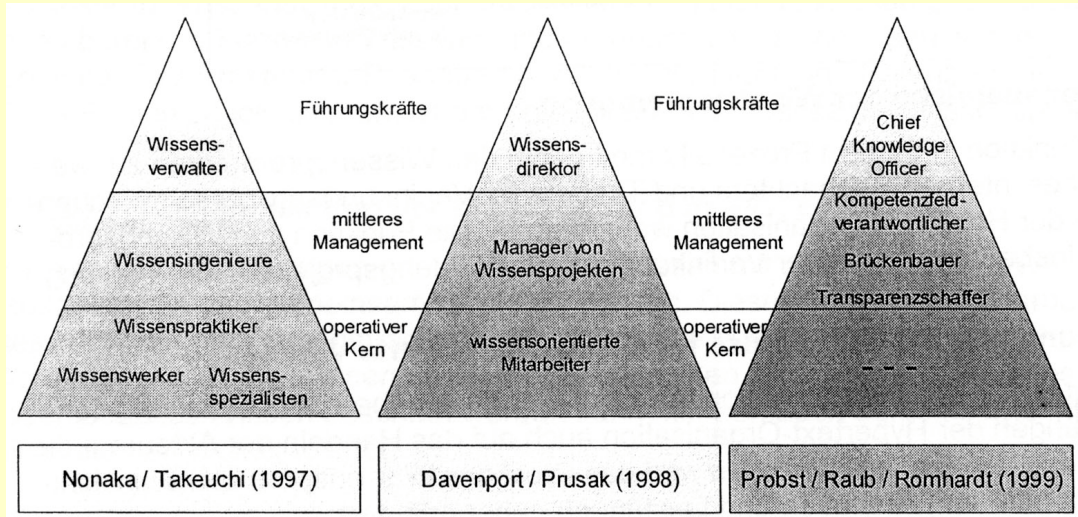 Führungskräfte
Führungskräfte
Wissens-
verwalter
Wissens-
direktor
Chief
Knowledge
Officer
mittleres
Management
mittleres
Management
Wissensingenieure
Manager von
Wissensprojekten
Kompetenzfeld-
verantwortlicher
Brückenbauer
Transparenzschaffer
operativer
Kern
operativer
Kern
Wissenspraktiker
Wissenswerker
Wissens-
spezialisten
wissensorientierte
Mitarbeiter
- - -
Nonaka / Takeuchi (1997)
Davenport / Prusak (1998)
Probst / Raub / Romhardt (1999)